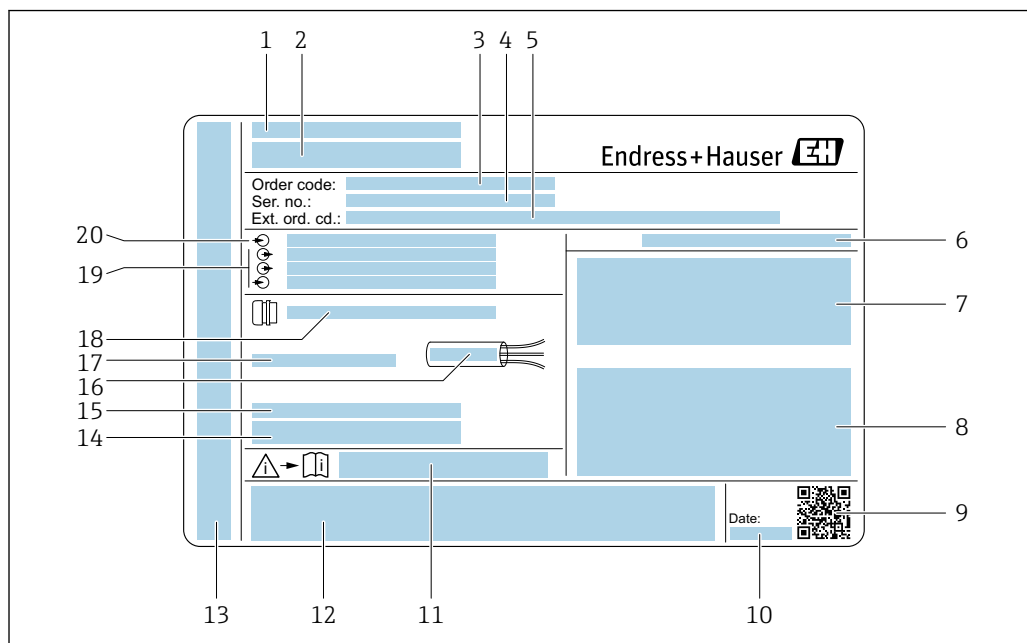 1 2 3 4 5
Endress+Hauser EH
Order code:
Ser. no.:
Ext. ord. cd.:
20
6
19
7
18
17
16
15
14
8
i i
Date:
9
13 12 11 10